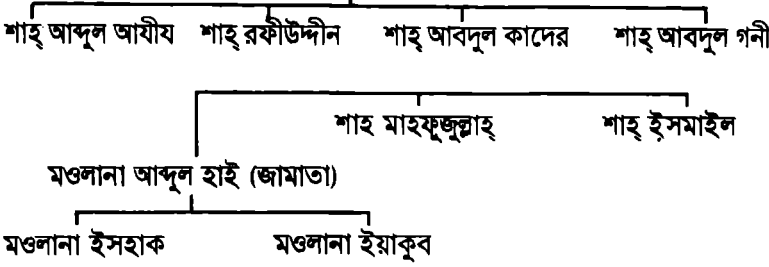 শাহ্ আব্দুল আযীয শাহ্ রফীউদ্দীন শাহ্ আবদুল কাদের শাহ্ আবদুল গনী
শাহ মাহফুজুল্লাহ্ শাহ্ ইসমাইল
মওলানা আব্দুল হাই (জামাতা)
মওলানা ইসহাক মওলানা ইয়াকুব